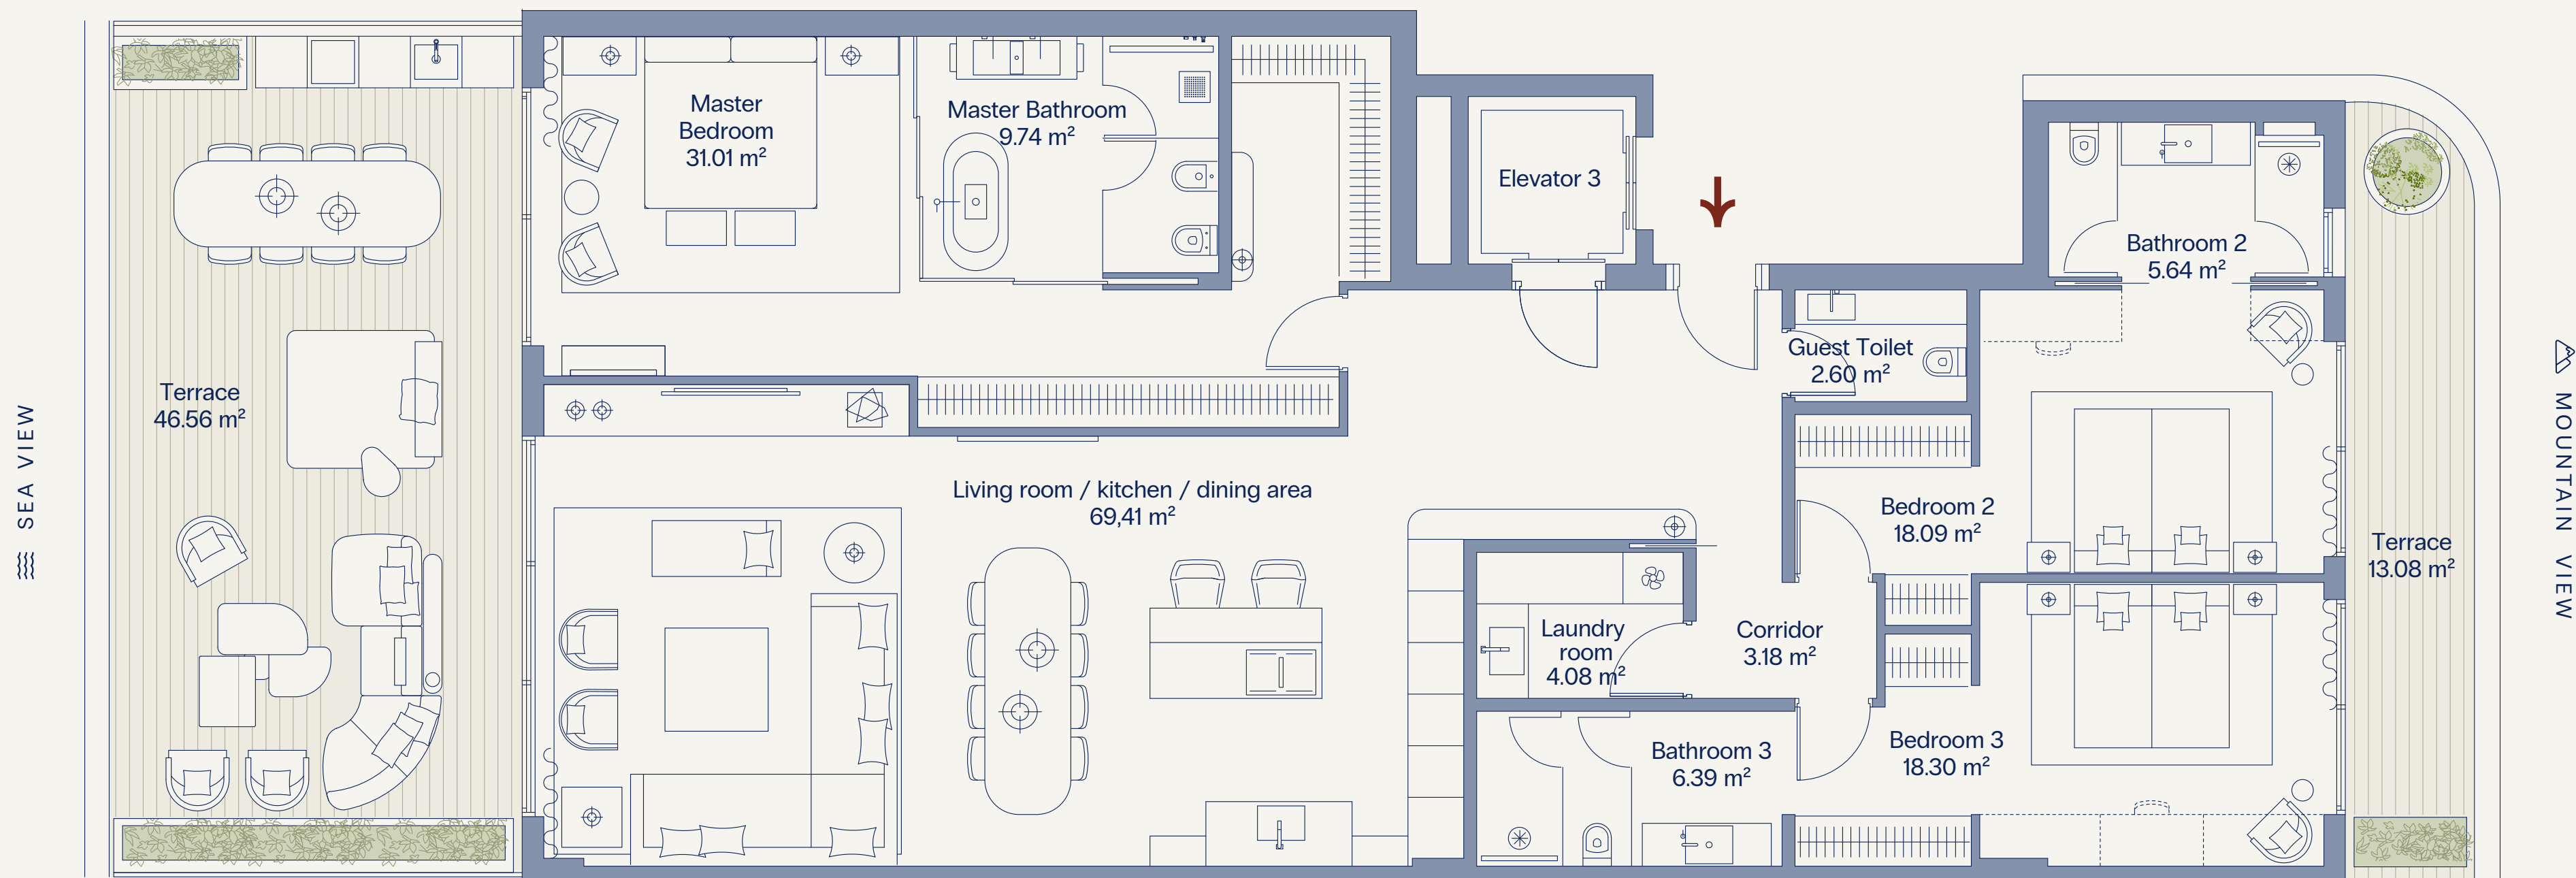 SEA VIEW
Terrace
46.56 m²
Master
Bedroom
31.01 m²
Master Bathroom
9.74 m²
Elevator 3
Bathroom 2
5.64 m²
Guest Toilet
2.60 m²
Living room / kitchen / dining area
69,41 m²
Bedroom 2
18.09 m²
Terrace
13.08 m²
Laundry
room
4.08 m²
Corridor
3.18 m²
Bathroom 3
6.39 m²
Bedroom 3
18.30 m²
MOUNTAIN VIEW